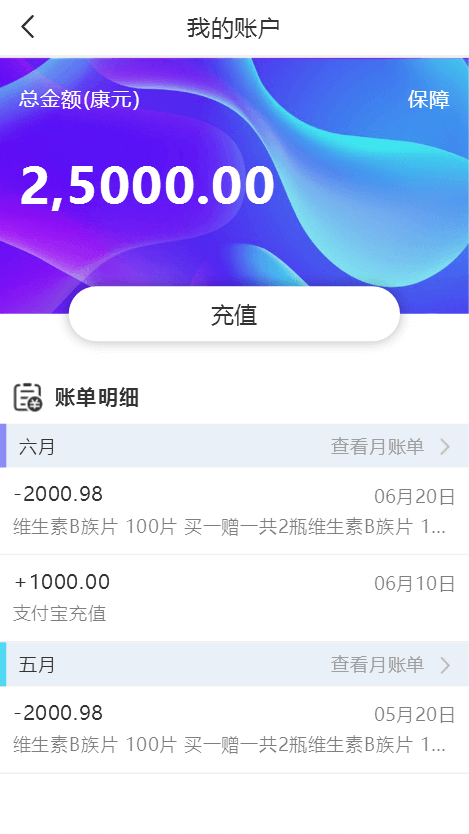 我的账户
总金额(康元) 保障
2,5000.00
充值
账单明细
六月 查看月账单
-2000.98 06月20日
维生素B族片 100片 买一赠一共2瓶维生素B族片 1...
+1000.00 06月10日
支付宝充值
五月 查看月账单
-2000.98 05月20日
维生素B族片 100片 买一赠一共2瓶维生素B族片 1...